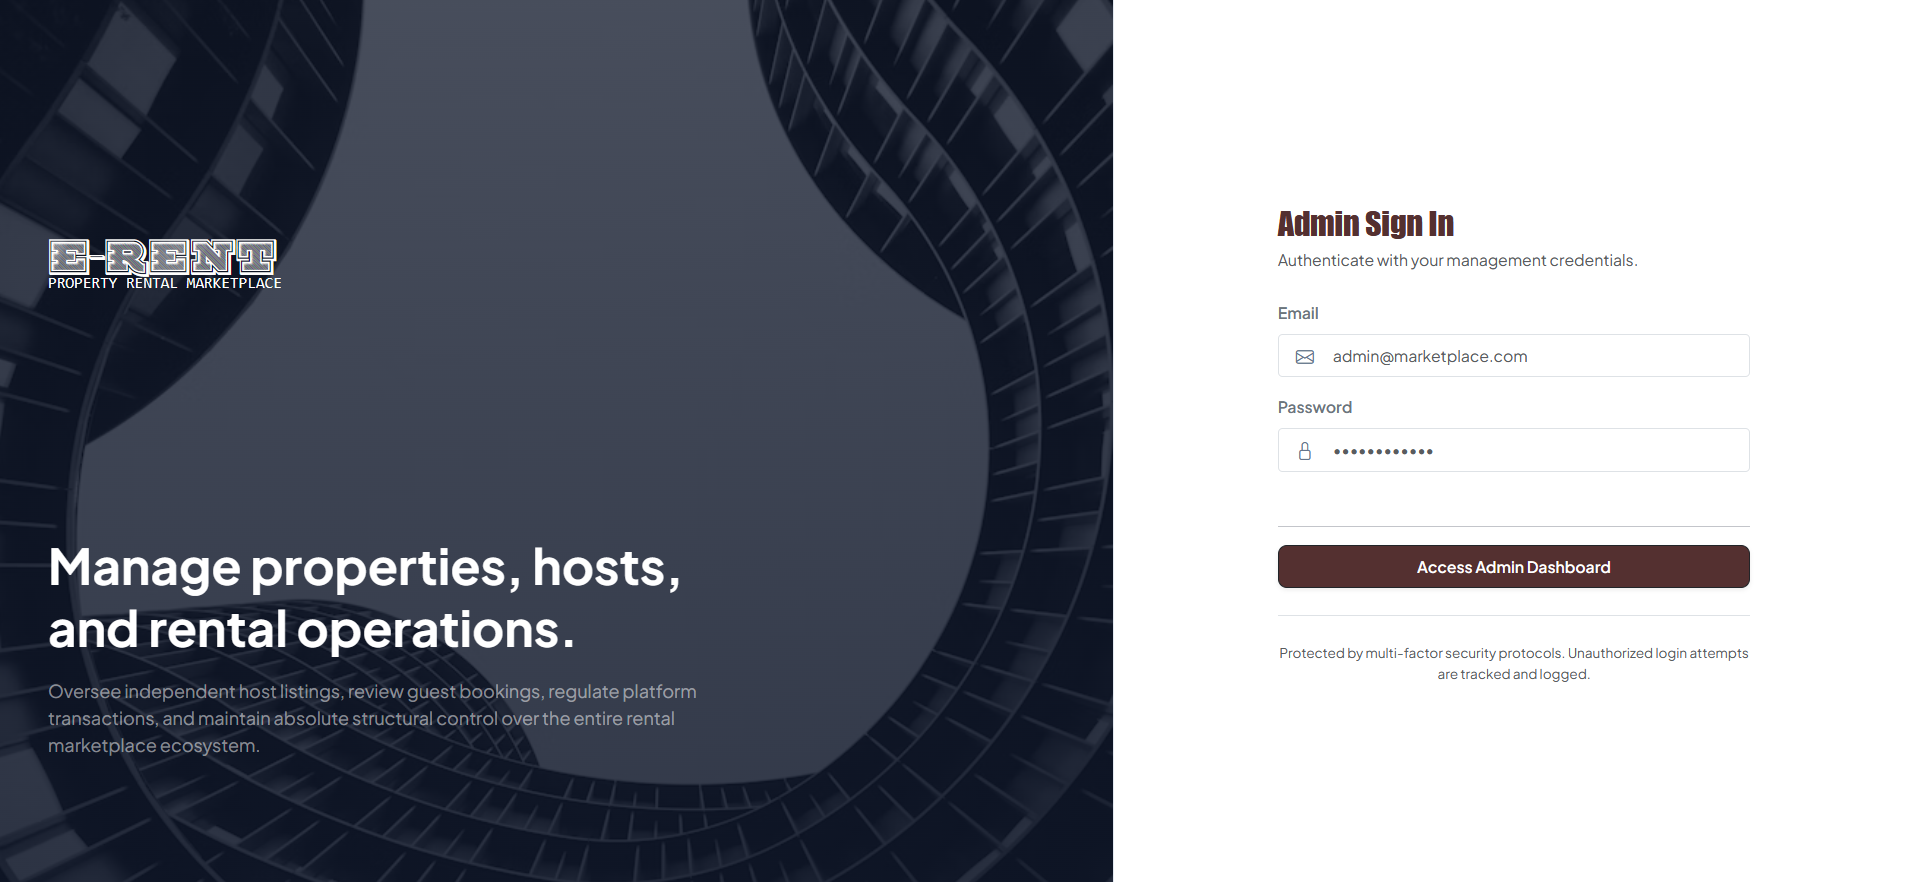 E-RENT
PROPERTY RENTAL MARKETPLACE
Manage properties, hosts,
and rental operations.
Oversee independent host listings, review guest bookings, regulate platform
transactions, and maintain absolute structural control over the entire rental
marketplace ecosystem.
Admin Sign In
Authenticate with your management credentials.
Email
admin@marketplace.com
Password
••••••••••••
Access Admin Dashboard
Protected by multi-factor security protocols. Unauthorized login attempts
are tracked and logged.